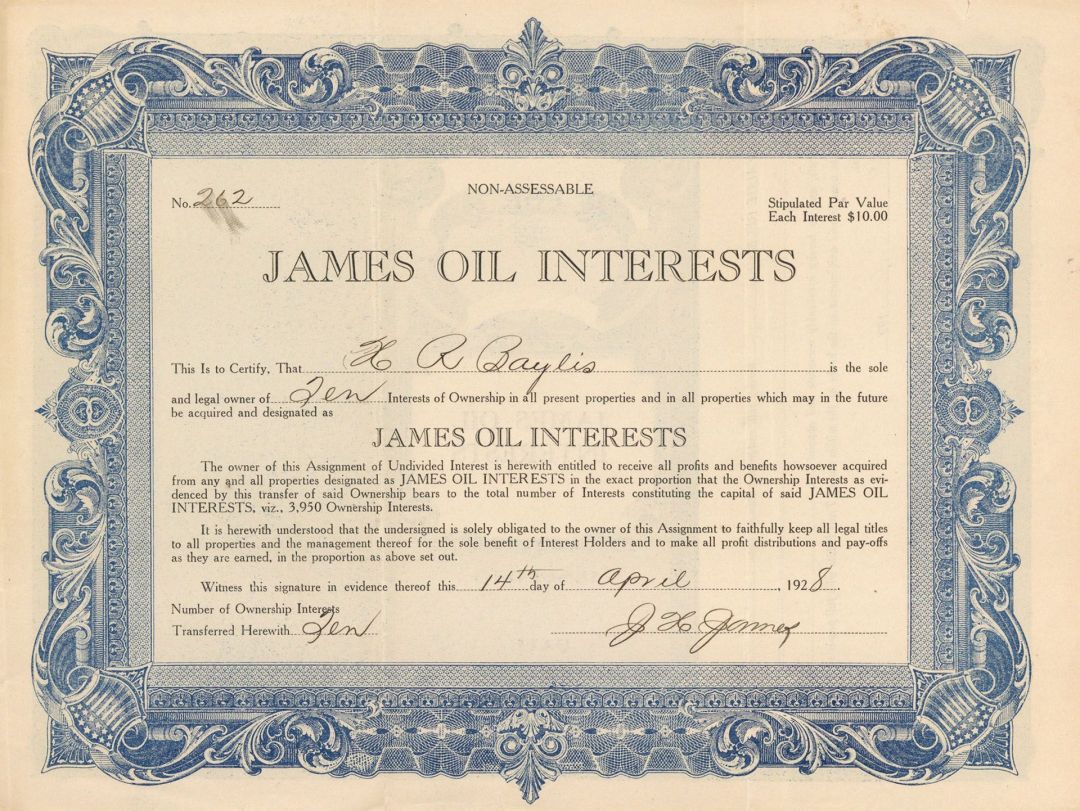 NON-ASSESSABLE
No. 262
Stipulated Par Value
Each Interest $10.00
JAMES OIL INTERESTS
This Is to Certify, That H R Baylis is the sole
and legal owner of Ten Interests of Ownership in all present properties and in all properties which may in the future
be acquired and designated as
JAMES OIL INTERESTS
The owner of this Assignment of Undivided Interest is herewith entitled to receive all profits and benefits howsoever acquired
from any and all properties designated as JAMES OIL INTERESTS in the exact proportion that the Ownership Interests as evi-
denced by this transfer of said Ownership bears to the total number of Interests constituting the capital of said JAMES OIL
INTERESTS, viz., 3,950 Ownership Interests.
It is herewith understood that the undersigned is solely obligated to the owner of this Assignment to faithfully keep all legal titles
to all properties and the management thereof for the sole benefit of Interest Holders and to make all profit distributions and pay-offs
as they are earned, in the proportion as above set out.
Witness this signature in evidence thereof this 14th day of April, 1928.
Number of Ownership Interests
Transferred Herewith Ten
J H